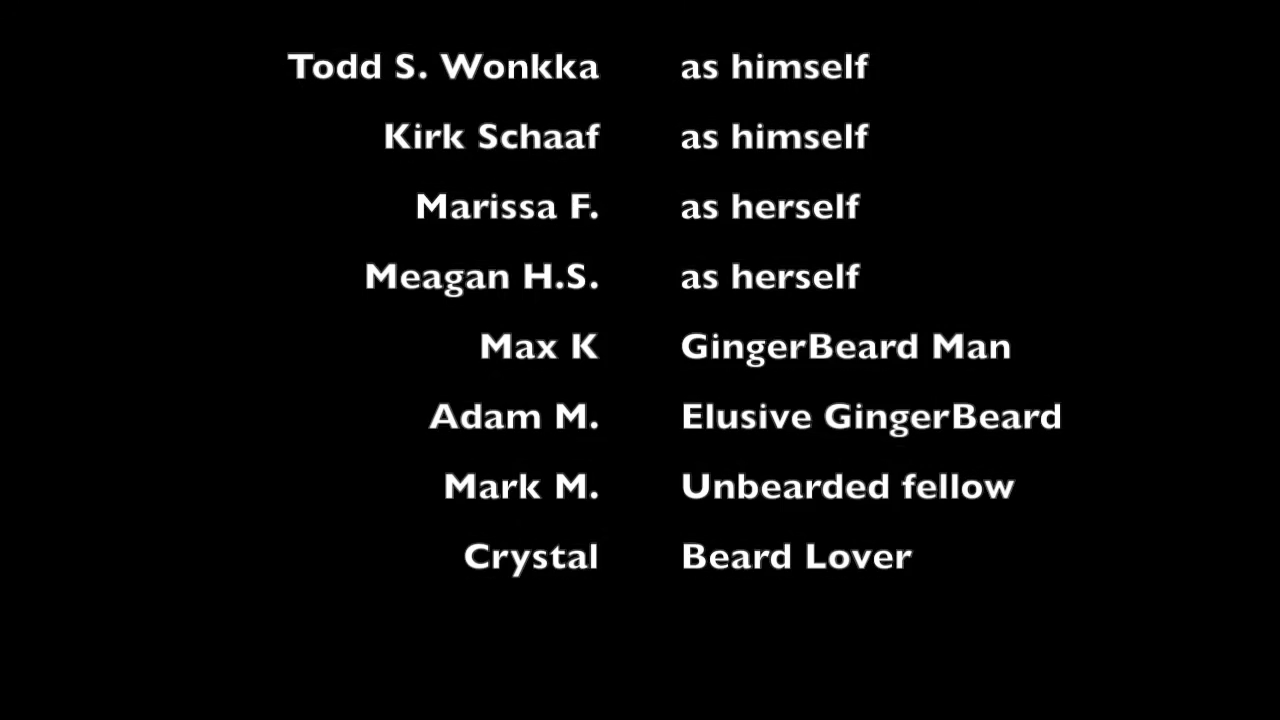 Todd S. Wonkka as himself
Kirk Schaaf as himself
Marissa F. as herself
Meagan H.S. as herself
Max K GingerBeard Man
Adam M. Elusive GingerBeard
Mark M. Unbearded fellow
Crystal Beard Lover